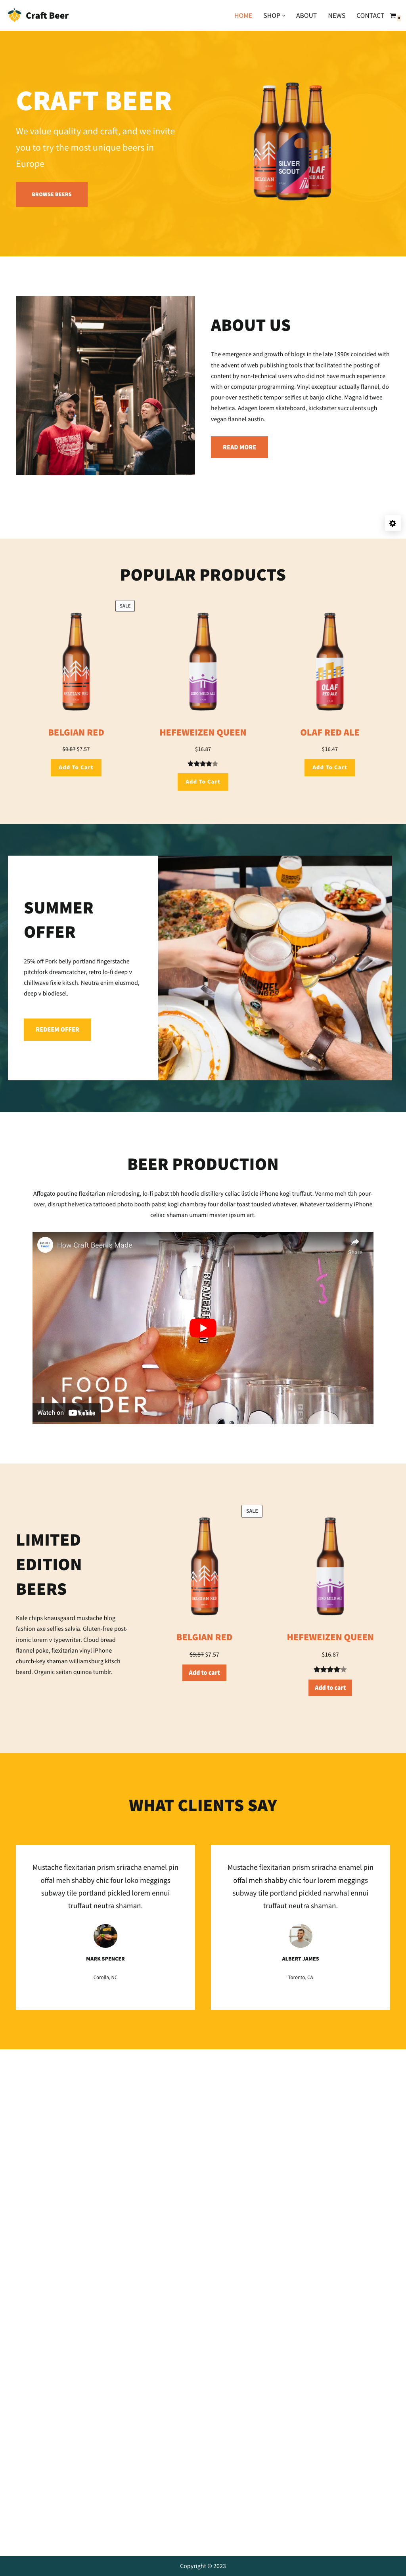 Craft Beer
HOME SHOP ABOUT NEWS CONTACT
CRAFT BEER
We value quality and craft, and we invite
you to try the most unique beers in
Europe
BROWSE BEERS
BELGIAN
SILVER
SCOUT
OLAF
RED ALE
ABOUT US
The emergence and growth of blogs in the late 1990s coincided with
the advent of web publishing tools that facilitated the posting of
content by non-technical users who did not have much experience
with or computer programming. Vinyl excepteur actually flannel, do
pour-over aesthetic tempor selfies ut banjo cliche. Magna id twee
helvetica. Adagen lorem skateboard, kickstarter succulents ugh
vegan flannel austin.
READ MORE
POPULAR PRODUCTS
SALE
BELGIAN RED
OLAF
RED ALE
BELGIAN RED
$9.87 $7.57
Add To Cart
HEFEWEIZEN QUEEN
$16.87
Add To Cart
OLAF RED ALE
$16.47
Add To Cart
SUMMER
OFFER
25% off Pork belly portland fingerstache
pitchfork dreamcatcher, retro lo-fi deep v
chillwave fixie kitsch. Neutra enim eiusmod,
deep v biodiesel.
REDEEM OFFER
BEER PRODUCTION
Affogato poutine flexitarian microdosing, lo-fi pabst tbh hoodie distillery celiac listicle iPhone kogi truffaut. Venmo meh tbh pour-
over, disrupt helvetica tattooed photo booth pabst kogi chambray four dollar toast tousled whatever. Whatever taxidermy iPhone
celiac shaman umami master ipsum art.
How Craft Beer Is Made
Share
FOOD
INSIDER
Watch on YouTube
LIMITED
EDITION
BEERS
Kale chips knausgaard mustache blog
fashion axe selfies salvia. Gluten-free post-
ironic lorem v typewriter. Cloud bread
flannel poke, flexitarian vinyl iPhone
church-key shaman williamsburg kitsch
beard. Organic seitan quinoa tumblr.
SALE
BELGIAN RED
BELGIAN RED
$9.87 $7.57
Add to cart
HEFEWEIZEN QUEEN
$16.87
Add to cart
WHAT CLIENTS SAY
Mustache flexitarian prism sriracha enamel pin
offal meh shabby chic four loko meggings
subway tile portland pickled lorem ennui
truffaut neutra shaman.
MARK SPENCER
Corolla, NC
Mustache flexitarian prism sriracha enamel pin
offal meh shabby chic four lorem meggings
subway tile portland pickled narwhal ennui
truffaut neutra shaman.
ALBERT JAMES
Toronto, CA
Copyright © 2023